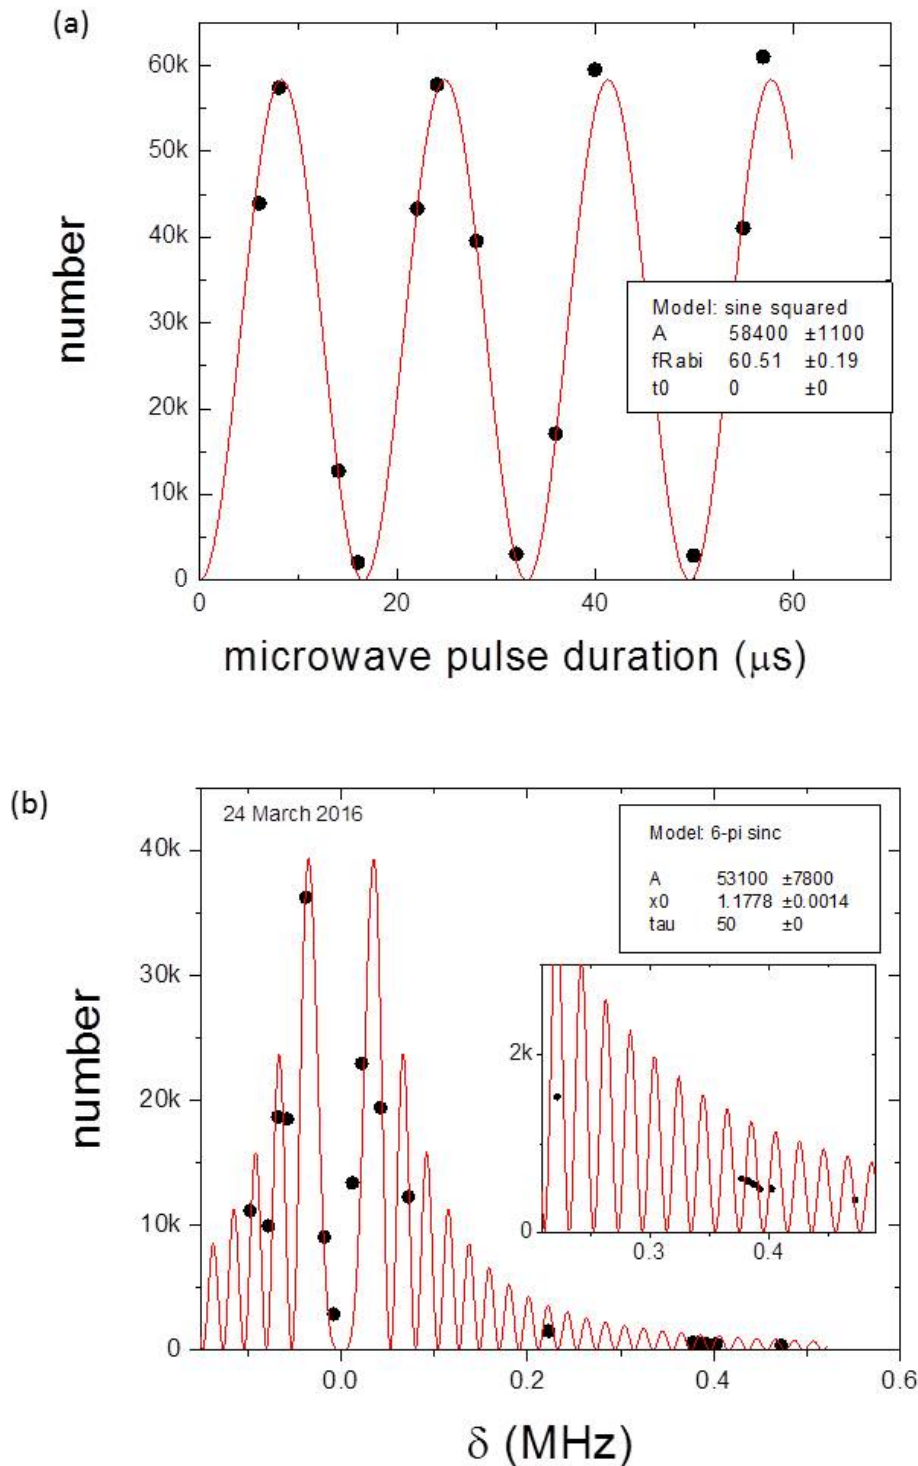 (a)
60k
50k
40k
30k
20k
10k
0
number
Model: sine squared
A 58400 ±1100
fRabi 60.51 ±0.19
t0 0 ±0
0 20 40 60
microwave pulse duration (μs)
(b)
24 March 2016
40k
30k
20k
10k
0
number
Model: 6-pi sinc
A 53100 ±7800
x0 1.1778 ±0.0014
tau 50 ±0
2k
0
0.3 0.4
0.0 0.2 0.4 0.6
δ (MHz)